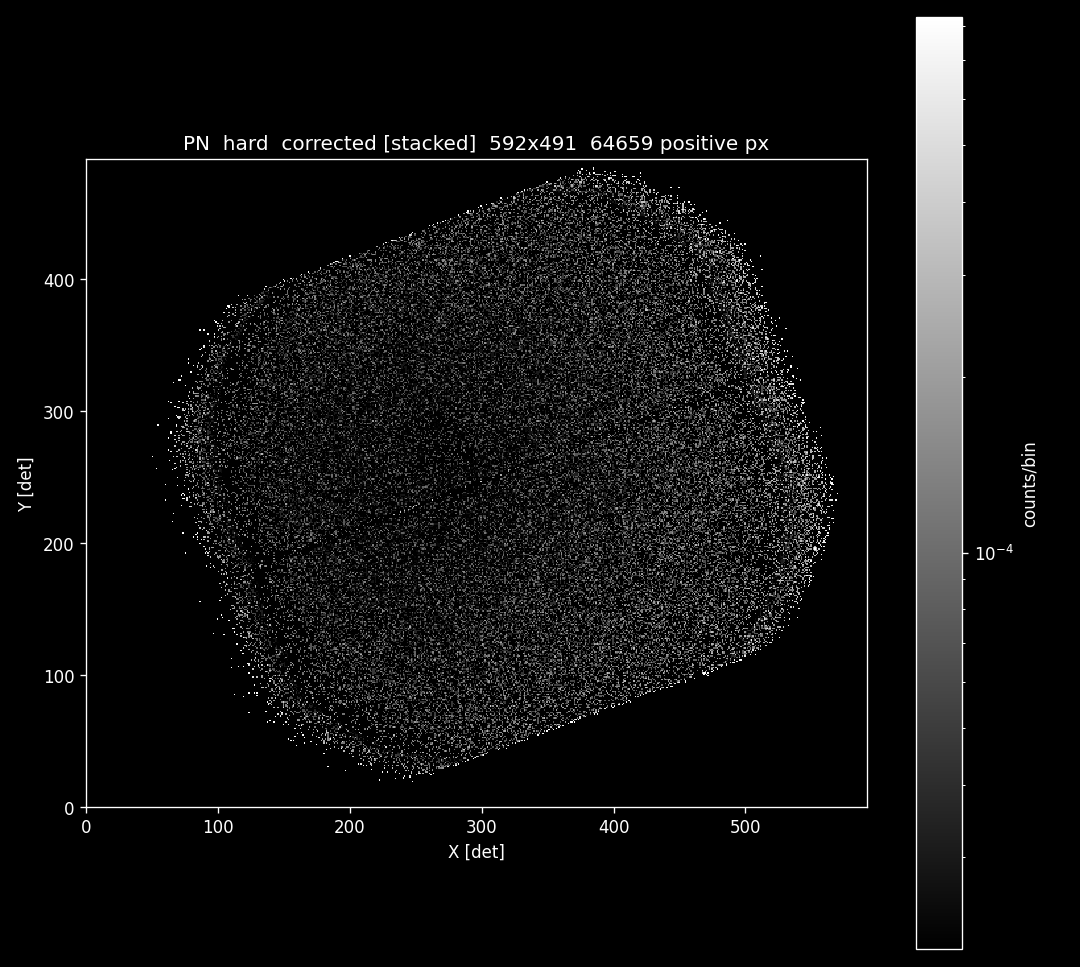 PN hard corrected [stacked] 592x491 64659 positive px
400
300
200
100
0
Y [det]
0 100 200 300 400 500
X [det]
10⁻⁴
counts/bin